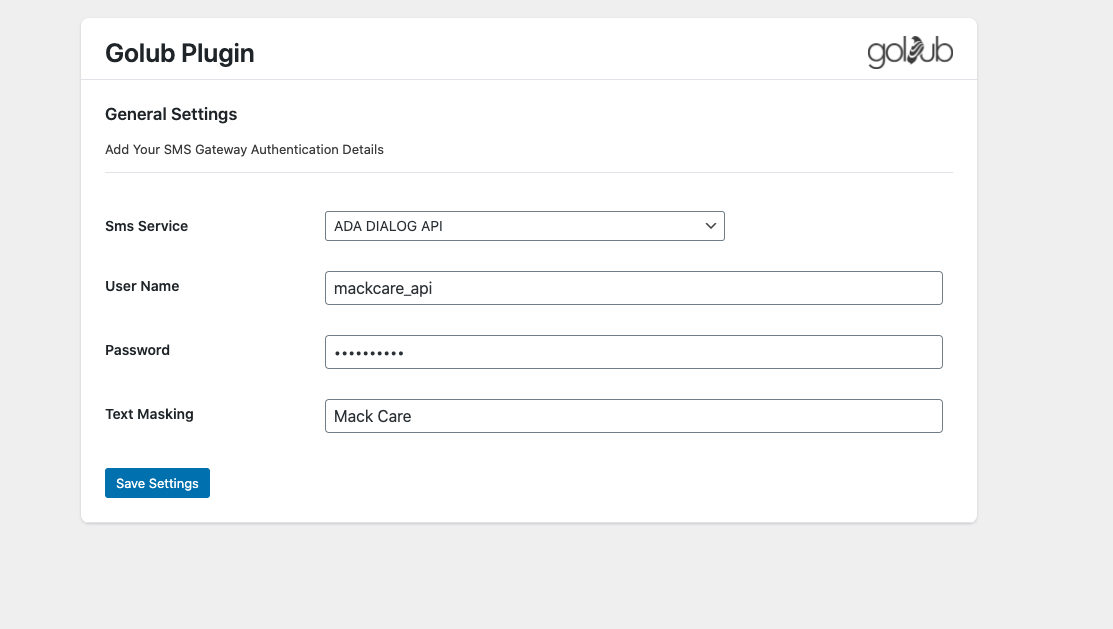 Golub Plugin
golub
General Settings
Add Your SMS Gateway Authentication Details
Sms Service
ADA DIALOG API
User Name
mackcare_api
Password
••••••••••
Text Masking
Mack Care
Save Settings